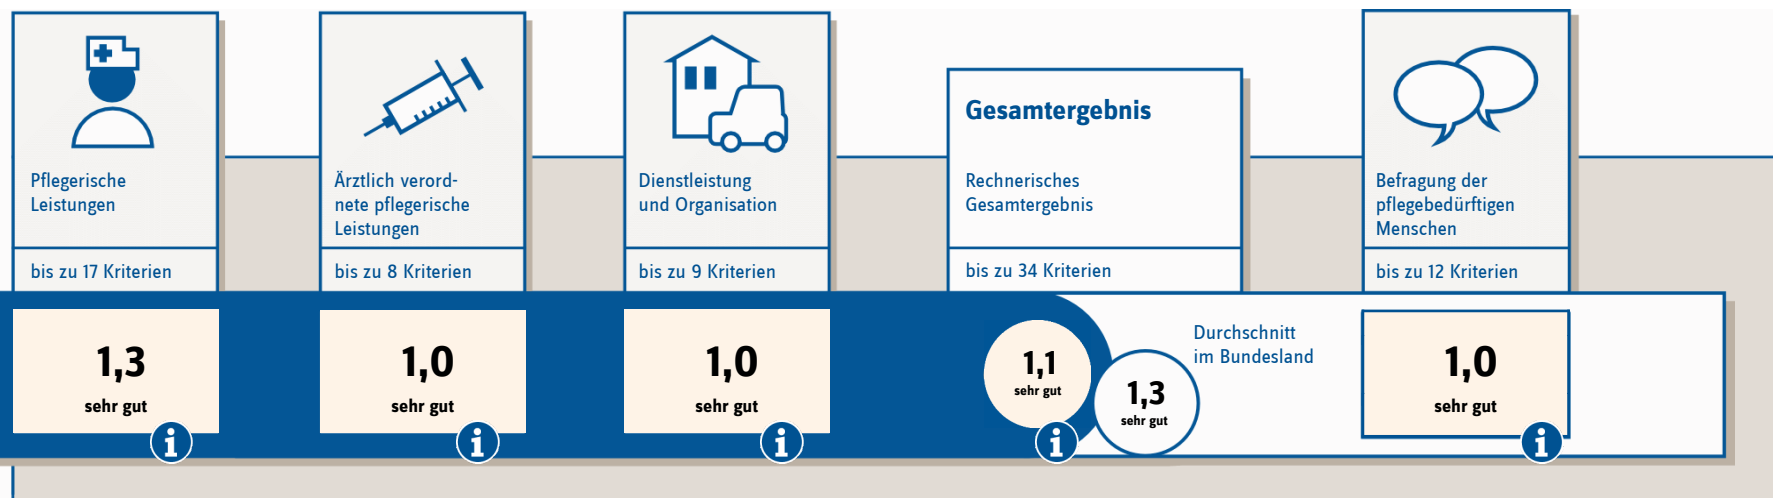 Pflegerische
Leistungen
bis zu 17 Kriterien
1,3
sehr gut
i
Ärztlich verord-
nete pflegerische
Leistungen
bis zu 8 Kriterien
1,0
sehr gut
i
Dienstleistung
und Organisation
bis zu 9 Kriterien
1,0
sehr gut
i
Gesamtergebnis
Rechnerisches
Gesamtergebnis
bis zu 34 Kriterien
1,1
sehr gut
i
1,3
sehr gut
Durchschnitt
im Bundesland
Befragung der
pflegebedürftigen
Menschen
bis zu 12 Kriterien
1,0
sehr gut
i